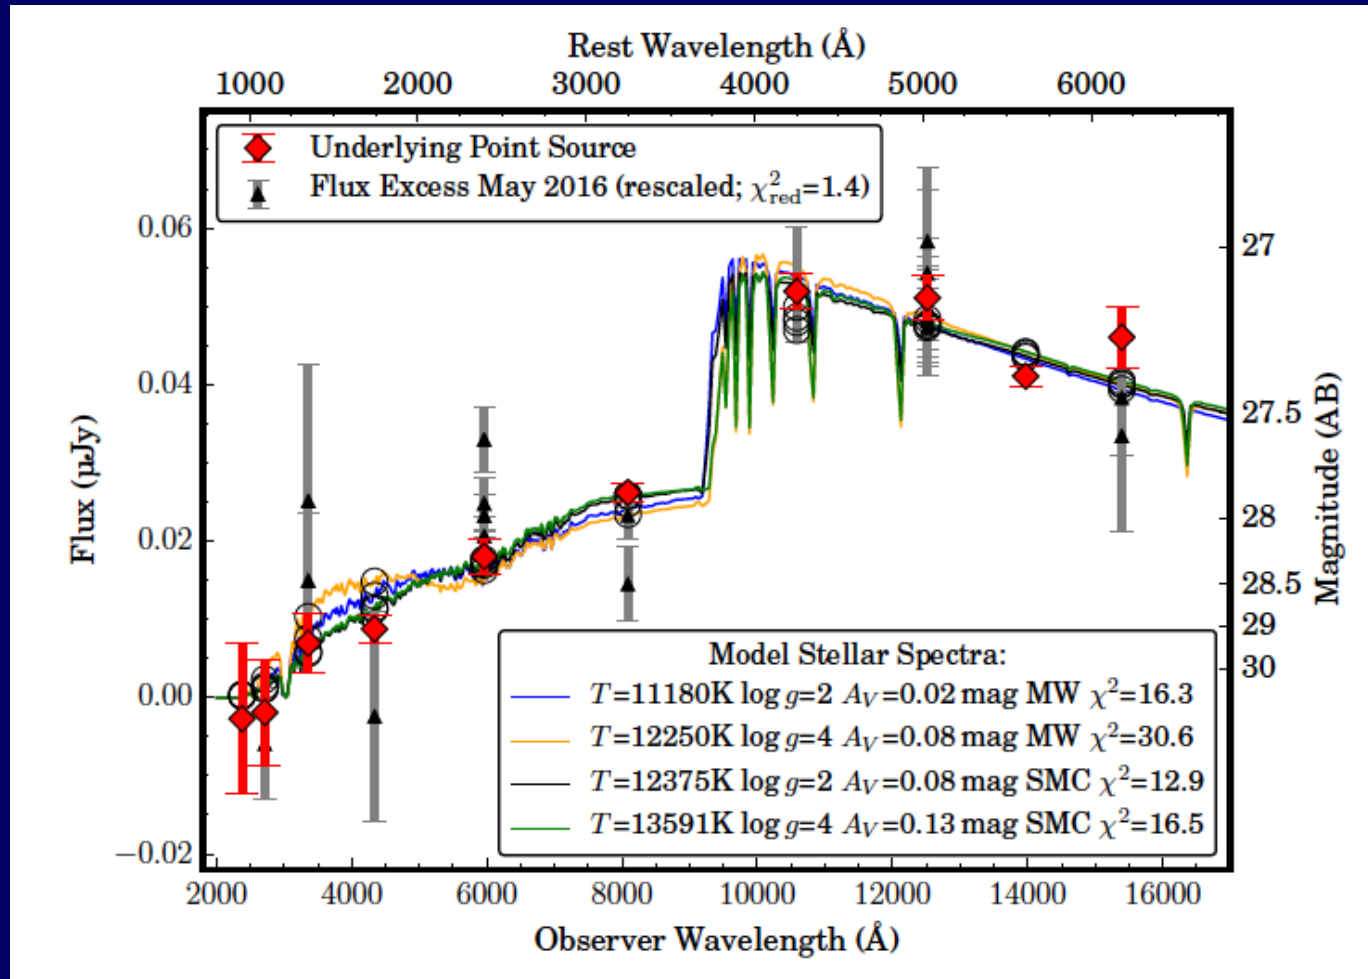 Rest Wavelength (Å)
1000 2000 3000 4000 5000 6000
Underlying Point Source
Flux Excess May 2016 (rescaled; χ²red=1.4)
0.06
0.04
0.02
0.00
−0.02
Flux (μJy)
27
27.5
28
28.5
29
30
Magnitude (AB)
Model Stellar Spectra:
T=11180K log g=2 A_V=0.02 mag MW χ²=16.3
T=12250K log g=4 A_V=0.08 mag MW χ²=30.6
T=12375K log g=2 A_V=0.08 mag SMC χ²=12.9
T=13591K log g=4 A_V=0.13 mag SMC χ²=16.5
2000 4000 6000 8000 10000 12000 14000 16000
Observer Wavelength (Å)